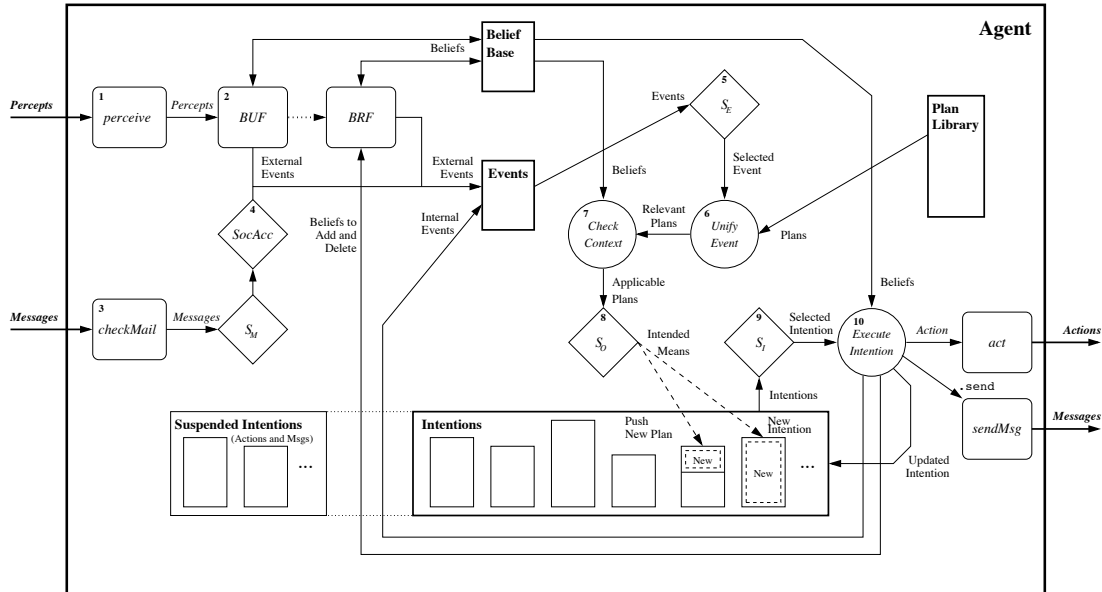 Agent
Belief
Base
Beliefs
5
S_E
Events
Plan
Library
Percepts
1
perceive
Percepts
2
BUF
BRF
External
Events
External
Events
Events
Selected
Event
Beliefs
4
SocAcc
Beliefs to
Add and
Delete
Internal
Events
7
Check
Context
Relevant
Plans
6
Unify
Event
Plans
Applicable
Plans
Beliefs
Messages
3
checkMail
Messages
S_M
8
S_O
Intended
Means
9
S_I
Selected
Intention
10
Execute
Intention
Action
act
Actions
.send
sendMsg
Messages
Intentions
Suspended Intentions
(Actions and Msgs)
...
Intentions
Push
New Plan
New
Intention
New
New
...
Updated
Intention